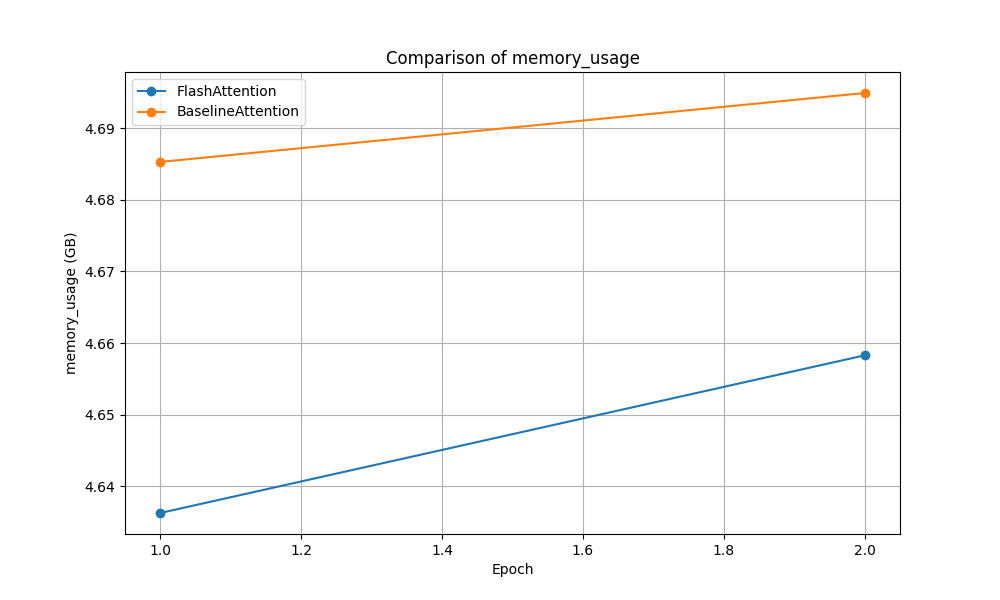 Comparison of memory_usage
FlashAttention
BaselineAttention
memory_usage (GB)
4.69
4.68
4.67
4.66
4.65
4.64
1.0
1.2
1.4
1.6
1.8
2.0
Epoch